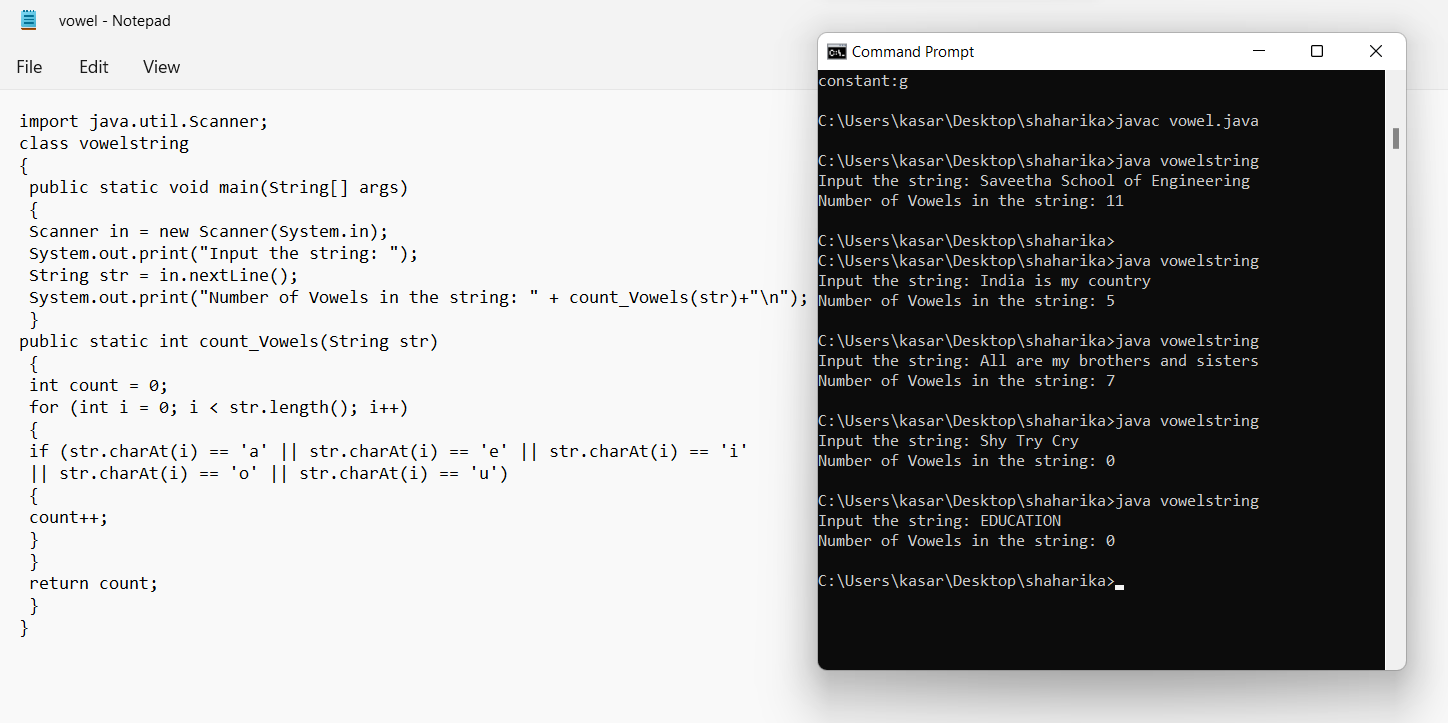 vowel - Notepad
File Edit View
import java.util.Scanner;
class vowelstring
{
public static void main(String[] args)
{
Scanner in = new Scanner(System.in);
System.out.print("Input the string: ");
String str = in.nextLine();
System.out.print("Number of Vowels in the string: " + count_Vowels(str)+"\n");
}
public static int count_Vowels(String str)
{
int count = 0;
for (int i = 0; i < str.length(); i++)
{
if (str.charAt(i) == 'a' || str.charAt(i) == 'e' || str.charAt(i) == 'i'
|| str.charAt(i) == 'o' || str.charAt(i) == 'u')
{
count++;
}
}
return count;
}
}
C:\. Command Prompt
constant:g
C:\Users\kasar\Desktop\shaharika>javac vowel.java
C:\Users\kasar\Desktop\shaharika>java vowelstring
Input the string: Saveetha School of Engineering
Number of Vowels in the string: 11
C:\Users\kasar\Desktop\shaharika>
C:\Users\kasar\Desktop\shaharika>java vowelstring
Input the string: India is my country
Number of Vowels in the string: 5
C:\Users\kasar\Desktop\shaharika>java vowelstring
Input the string: All are my brothers and sisters
Number of Vowels in the string: 7
C:\Users\kasar\Desktop\shaharika>java vowelstring
Input the string: Shy Try Cry
Number of Vowels in the string: 0
C:\Users\kasar\Desktop\shaharika>java vowelstring
Input the string: EDUCATION
Number of Vowels in the string: 0
C:\Users\kasar\Desktop\shaharika>